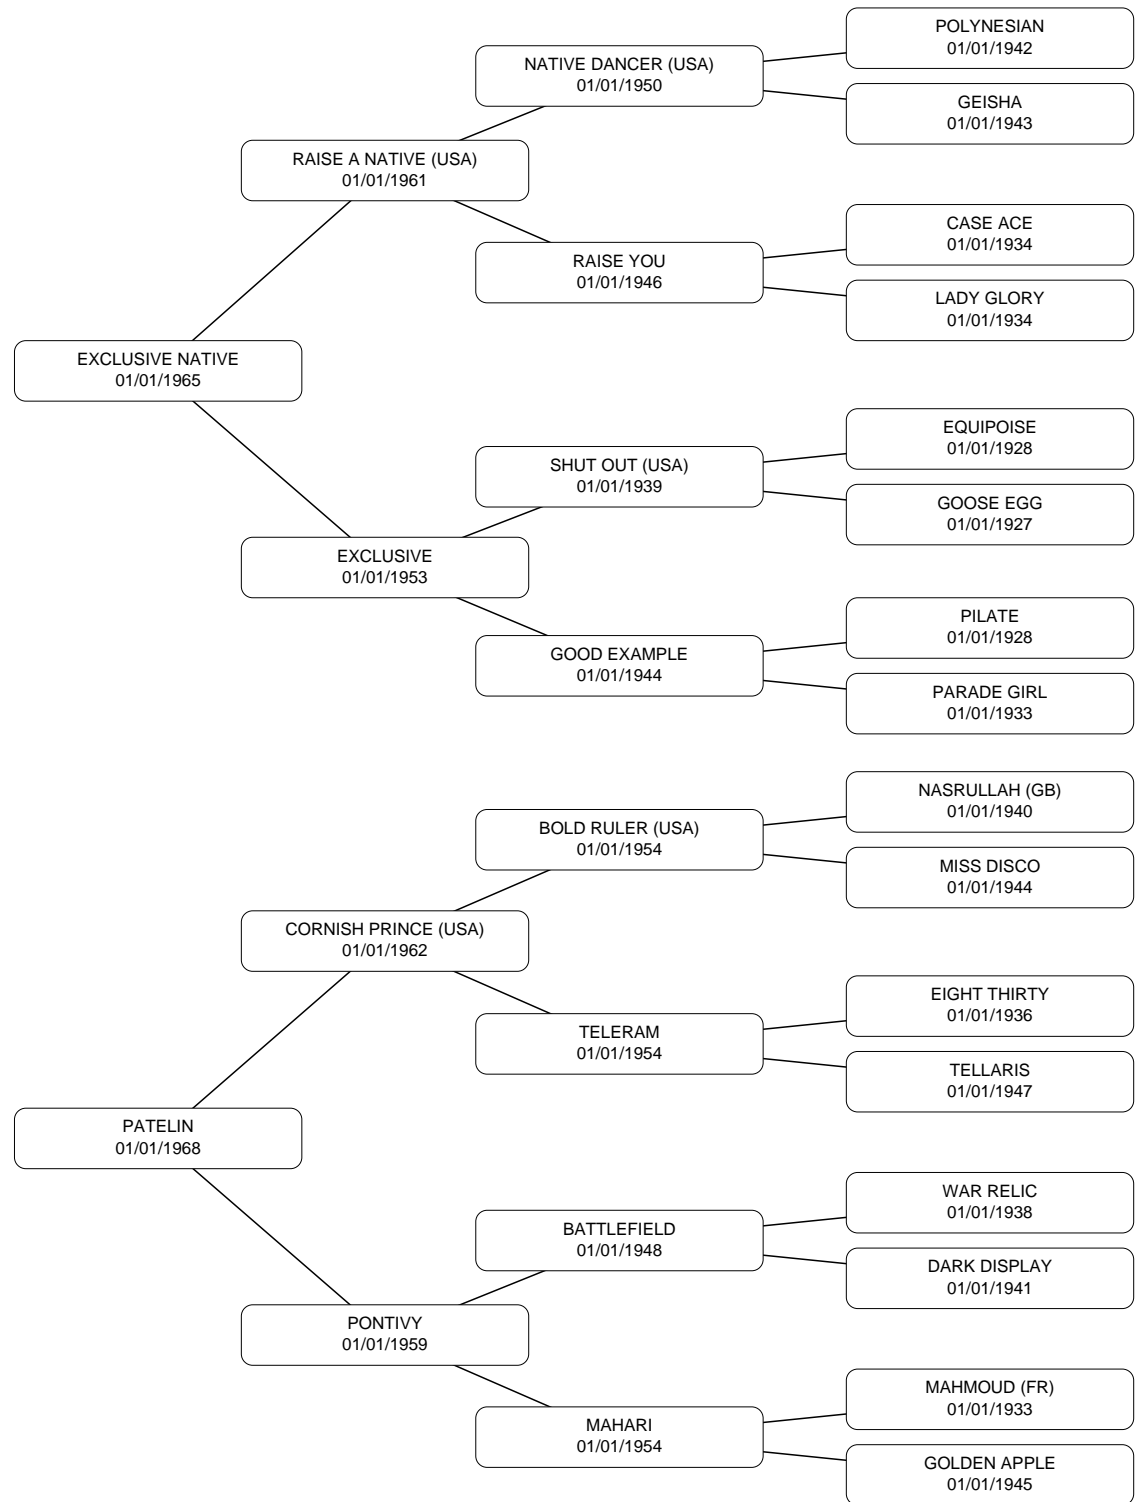 POLYNESIAN
01/01/1942
NATIVE DANCER (USA)
01/01/1950
GEISHA
01/01/1943
RAISE A NATIVE (USA)
01/01/1961
CASE ACE
01/01/1934
RAISE YOU
01/01/1946
LADY GLORY
01/01/1934
EXCLUSIVE NATIVE
01/01/1965
EQUIPOISE
01/01/1928
SHUT OUT (USA)
01/01/1939
GOOSE EGG
01/01/1927
EXCLUSIVE
01/01/1953
PILATE
01/01/1928
GOOD EXAMPLE
01/01/1944
PARADE GIRL
01/01/1933
NASRULLAH (GB)
01/01/1940
BOLD RULER (USA)
01/01/1954
MISS DISCO
01/01/1944
CORNISH PRINCE (USA)
01/01/1962
EIGHT THIRTY
01/01/1936
TELERAM
01/01/1954
TELLARIS
01/01/1947
PATELIN
01/01/1968
WAR RELIC
01/01/1938
BATTLEFIELD
01/01/1948
DARK DISPLAY
01/01/1941
PONTIVY
01/01/1959
MAHMOUD (FR)
01/01/1933
MAHARI
01/01/1954
GOLDEN APPLE
01/01/1945